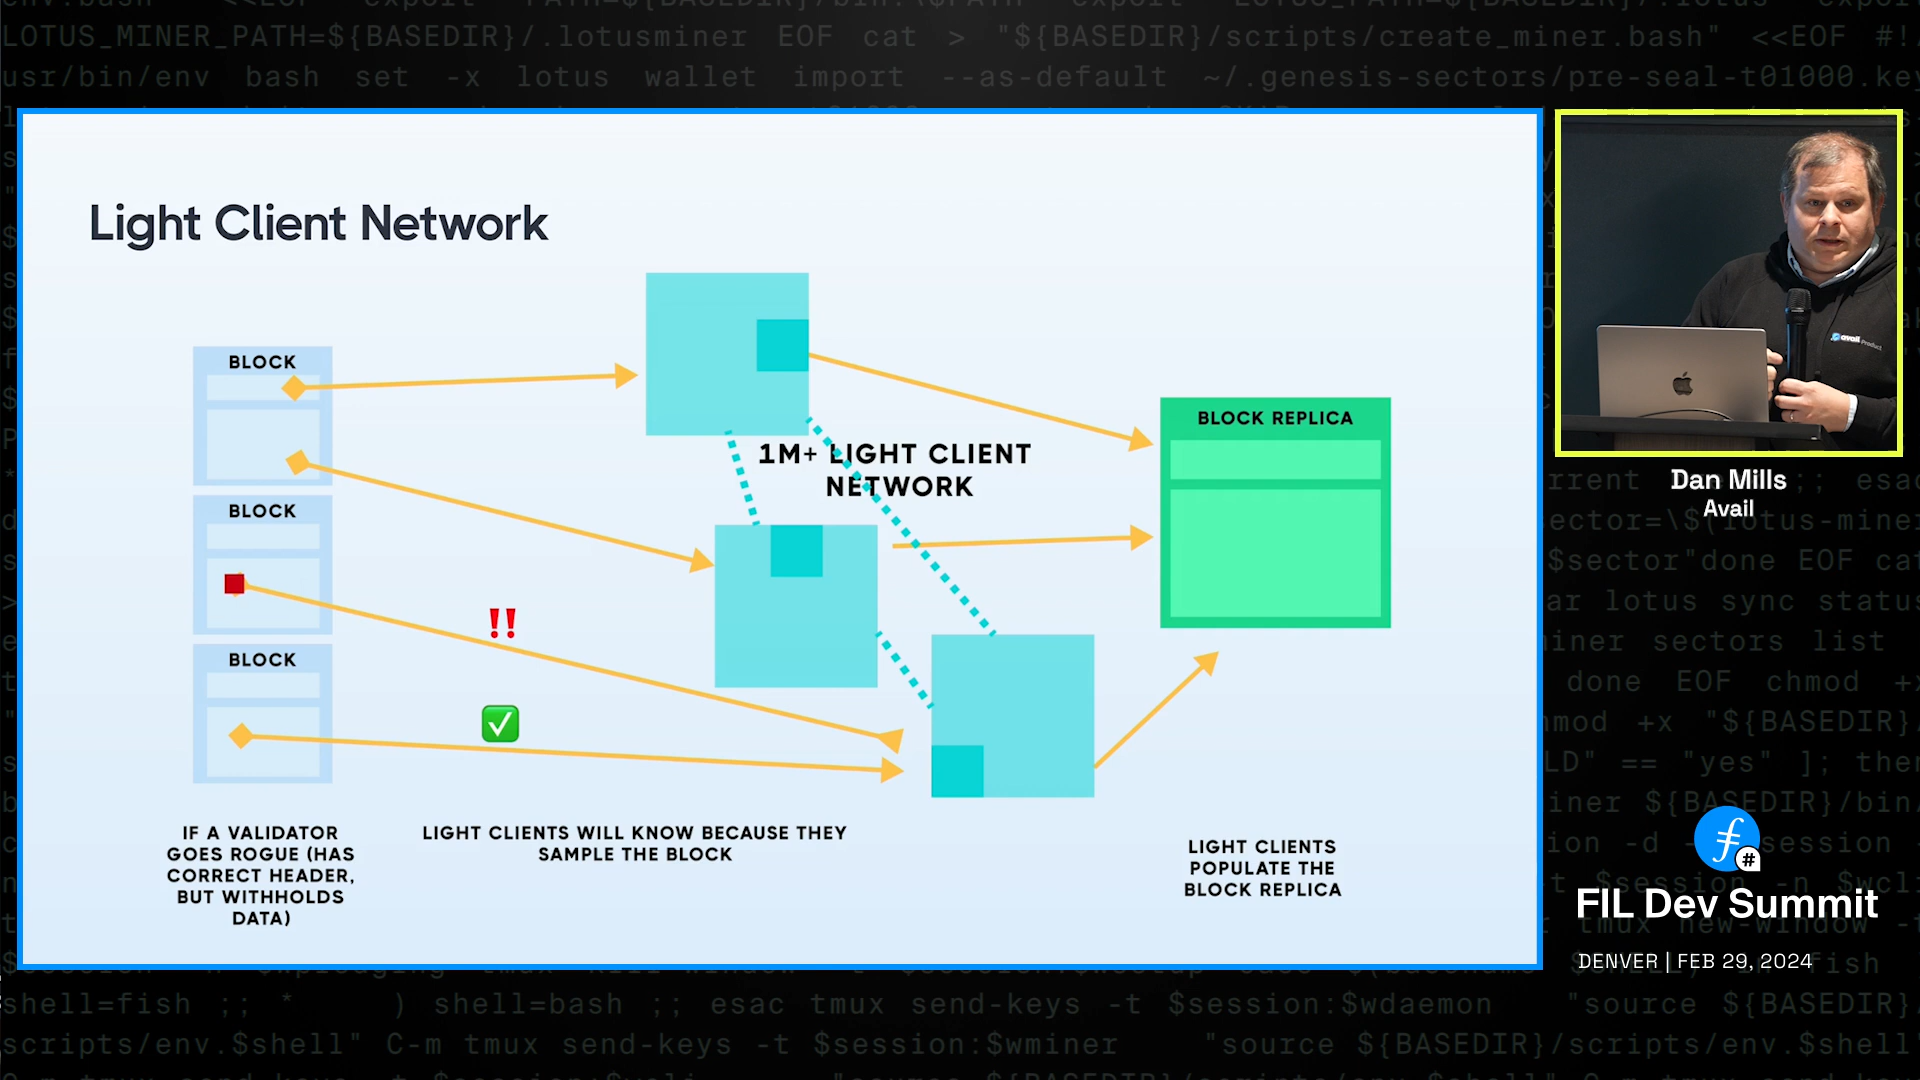 LOTUS_MINER_PATH=${BASEDIR}/.lotusminer EOF cat > "${BASEDIR}/scripts/create_miner.bash" <<EOF #!
usr/bin/env bash set -x lotus wallet import --as-default ~/.genesis-sectors/pre-seal-t01000.key
Light Client Network
BLOCK
BLOCK
BLOCK
1M+ LIGHT CLIENT
NETWORK
BLOCK REPLICA
IF A VALIDATOR
GOES ROGUE (HAS
CORRECT HEADER,
BUT WITHHOLDS
DATA)
LIGHT CLIENTS WILL KNOW BECAUSE THEY
SAMPLE THE BLOCK
LIGHT CLIENTS
POPULATE THE
BLOCK REPLICA
avail Product
Dan Mills
Avail
FIL Dev Summit
DENVER | FEB 29, 2024
shell=fish ;; * ) shell=bash ;; esac tmux send-keys -t $session:$wdaemon "source ${BASEDIR}
scripts/env.$shell" C-m tmux send-keys -t $session:$wminer "source ${BASEDIR}/scripts/env.$shell"